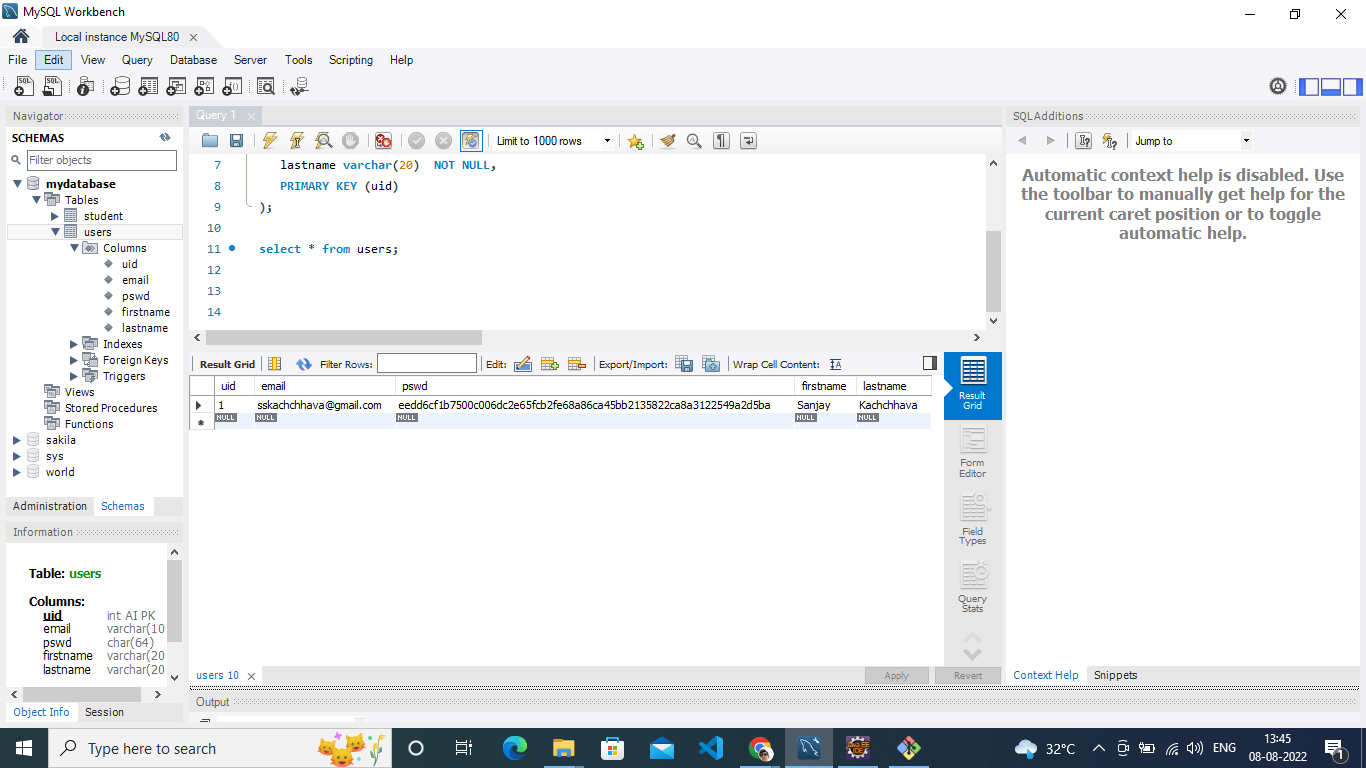 MySQL Workbench
Local instance MySQL80
File Edit View Query Database Server Tools Scripting Help
Navigator
SCHEMAS
Filter objects
mydatabase
Tables
student
users
Columns
uid
email
pswd
firstname
lastname
Indexes
Foreign Keys
Triggers
Views
Stored Procedures
Functions
sakila
sys
world
Administration Schemas
Information
Table: users
Columns:
uid int AI PK
email varchar(10
pswd char(64)
firstname varchar(20
lastname varchar(20
Object Info Session
Query 1
Limit to 1000 rows
7 lastname varchar(20) NOT NULL,
8 PRIMARY KEY (uid)
9 );
10
11 select * from users;
12
13
14
Result Grid Filter Rows: Edit: Export/Import: Wrap Cell Content:
uid email pswd firstname lastname
1 sskachchhava@gmail.com eedd6cf1b7500c006dc2e65fcb2fe68a86ca45bb2135822ca8a3122549a2d5ba Sanjay Kachchhava
NULL NULL NULL NULL NULL
Result
Grid
Form
Editor
Field
Types
Query
Stats
users 10
Apply Revert
Output
SQLAdditions
Jump to
Automatic context help is disabled. Use
the toolbar to manually get help for the
current caret position or to toggle
automatic help.
Context Help Snippets
Type here to search
32°C
ENG
13:45
08-08-2022
1